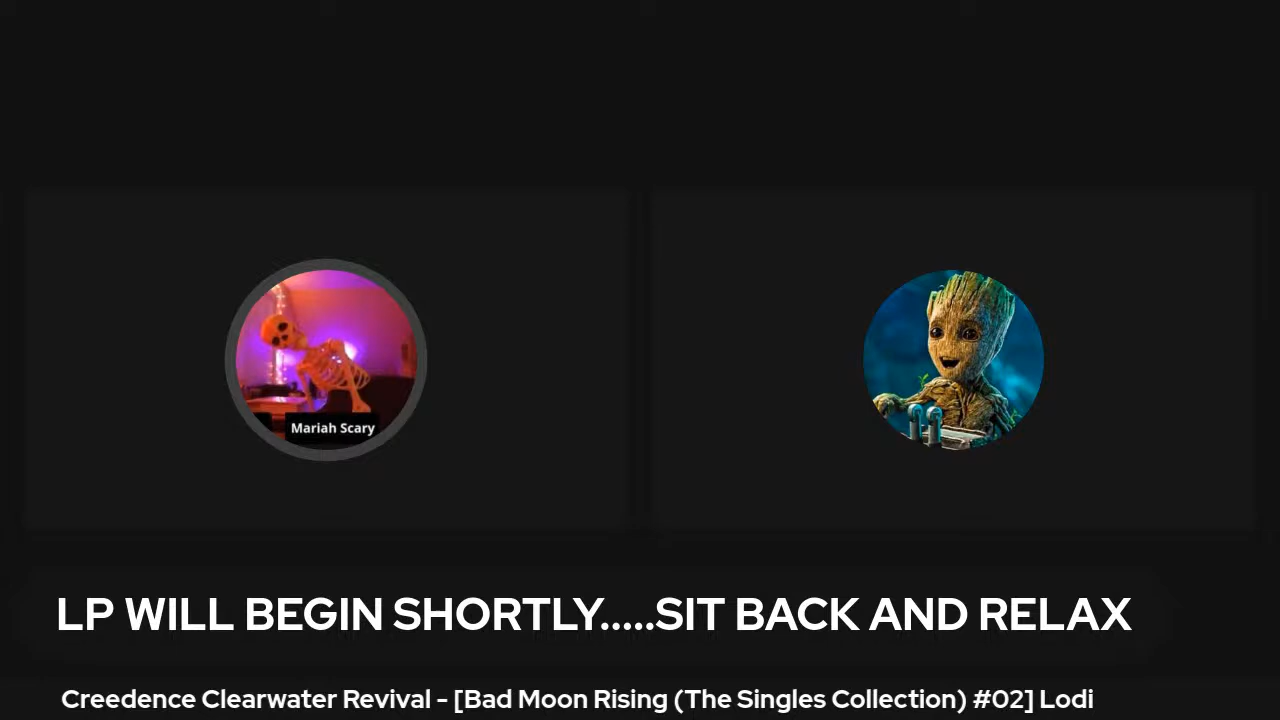 Mariah Scary
LP WILL BEGIN SHORTLY.....SIT BACK AND RELAX
Creedence Clearwater Revival - [Bad Moon Rising (The Singles Collection) #02] Lodi